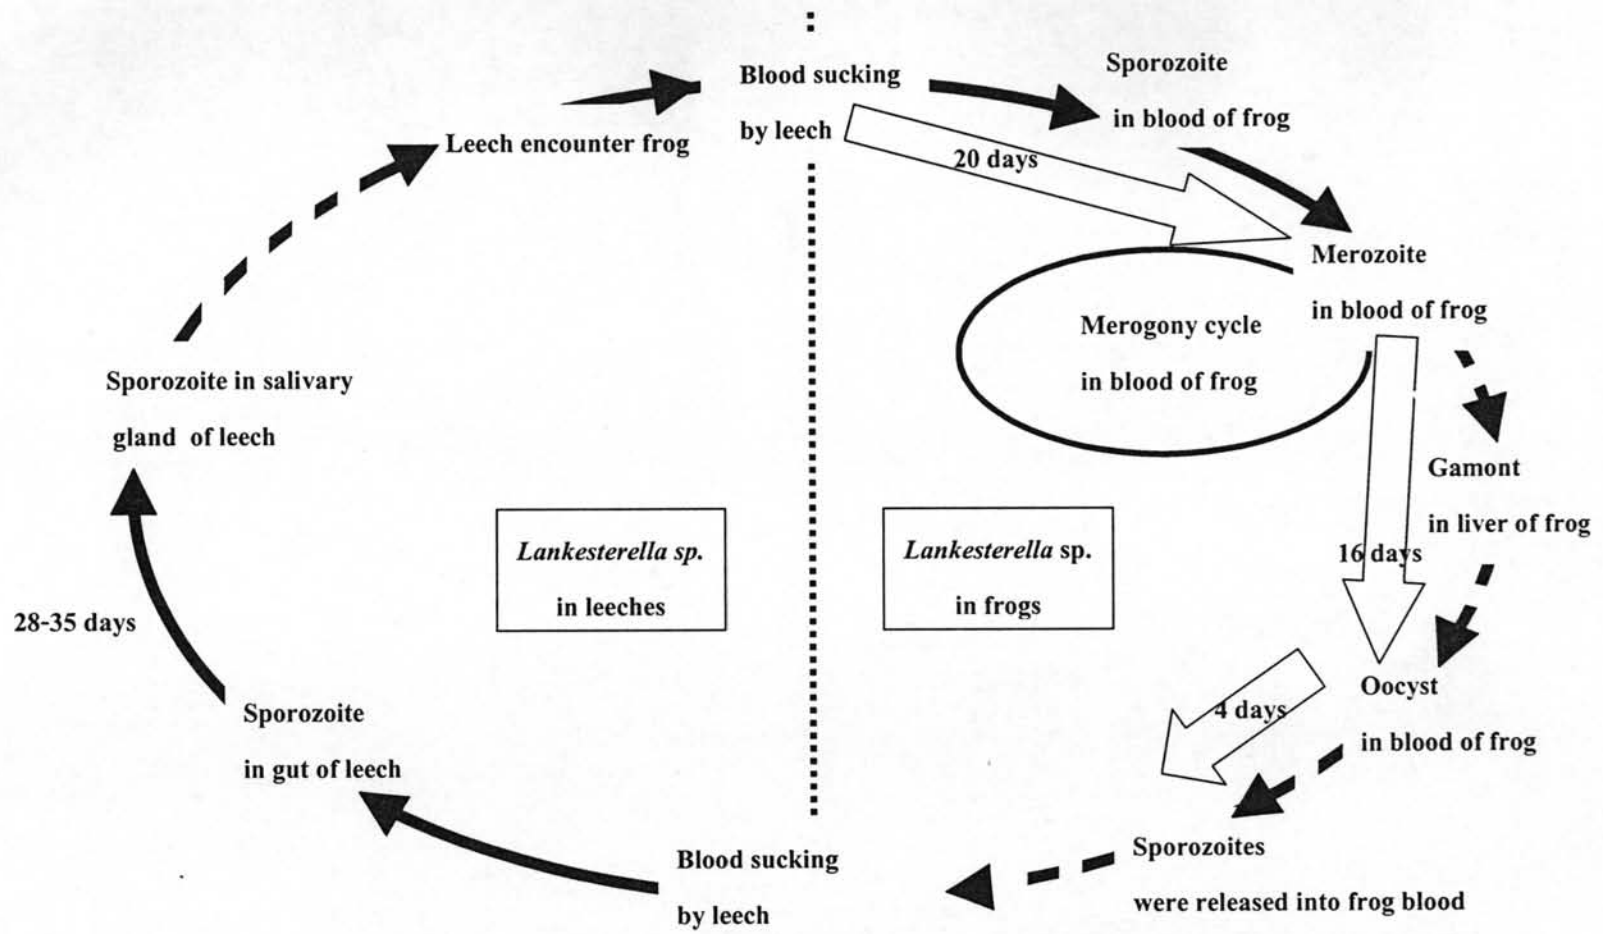 Blood sucking
by leech
Sporozoite
in blood of frog
20 days
Leech encounter frog
Merozoite
in blood of frog
Merogony cycle
in blood of frog
Sporozoite in salivary
gland of leech
Gamont
in liver of frog
Lankesterella sp.
in leeches
Lankesterella sp.
in frogs
16 days
28-35 days
Oocyst
in blood of frog
4 days
Sporozoite
in gut of leech
Sporozoites
were released into frog blood
Blood sucking
by leech